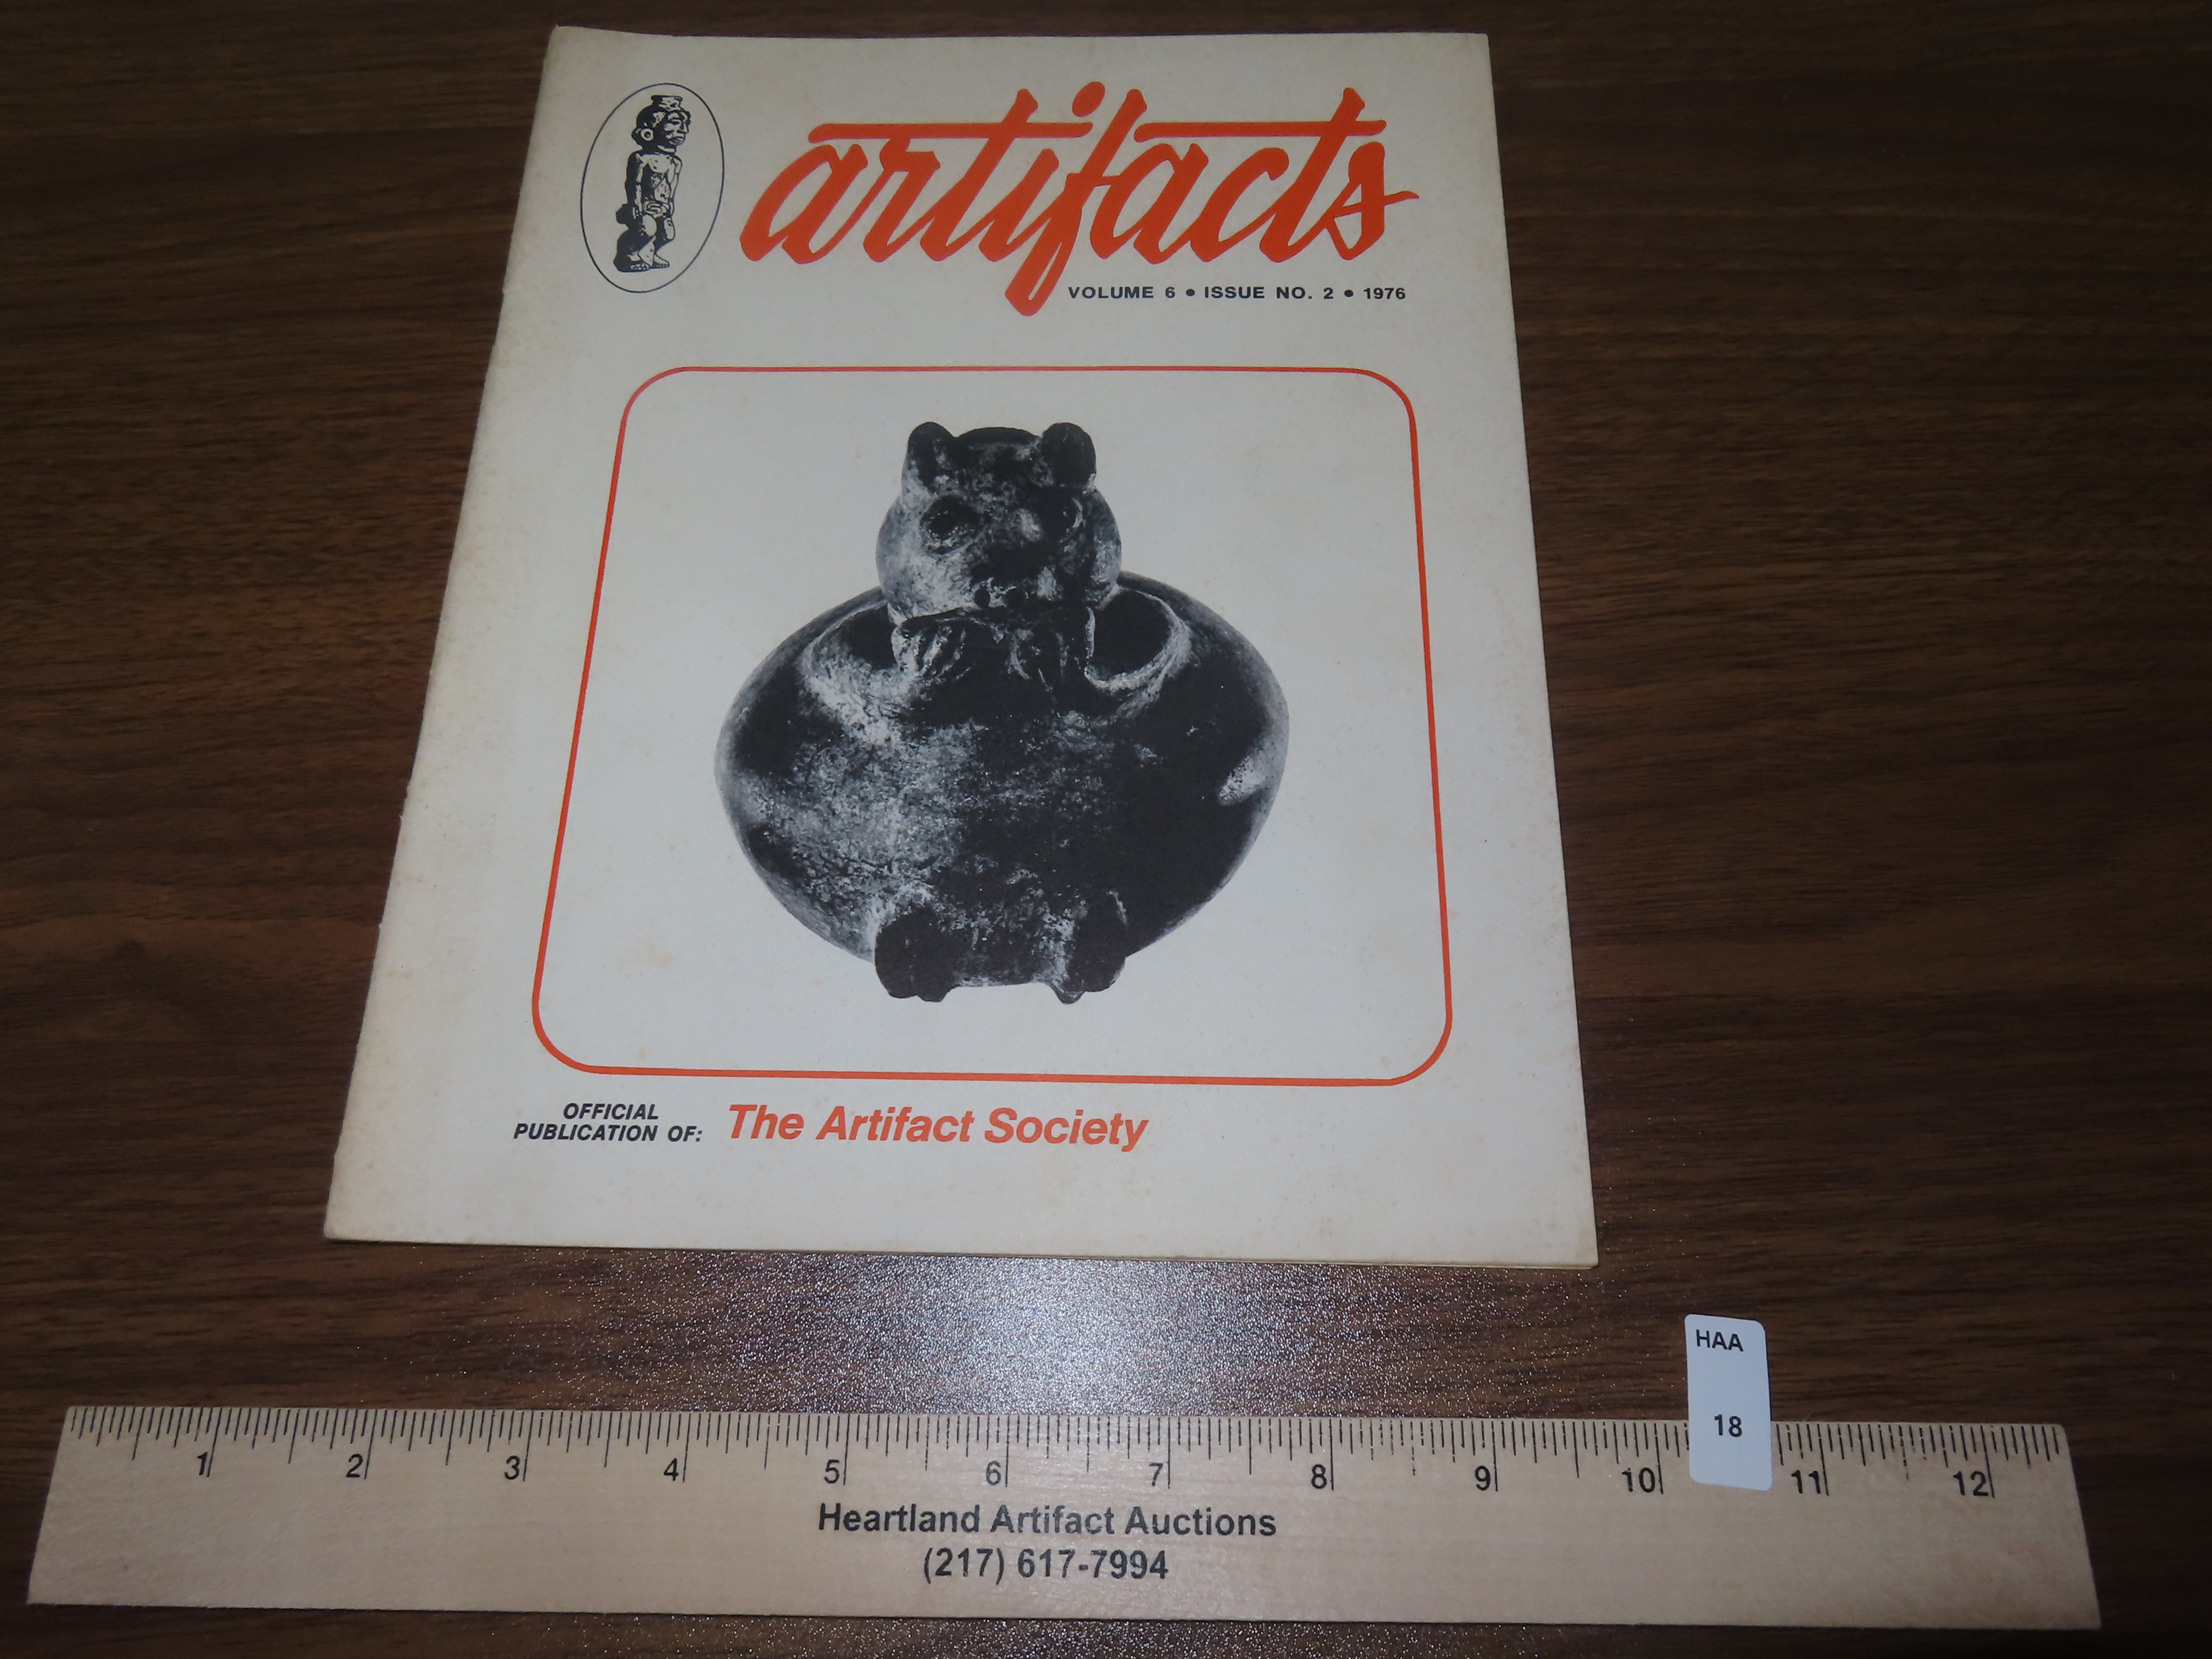 artifacts
VOLUME 6 • ISSUE NO. 2 • 1976
OFFICIAL
PUBLICATION OF: The Artifact Society
HAA
18
1 2 3 4 5 6 7 8 9 10 11 12
Heartland Artifact Auctions
(217) 617-7994